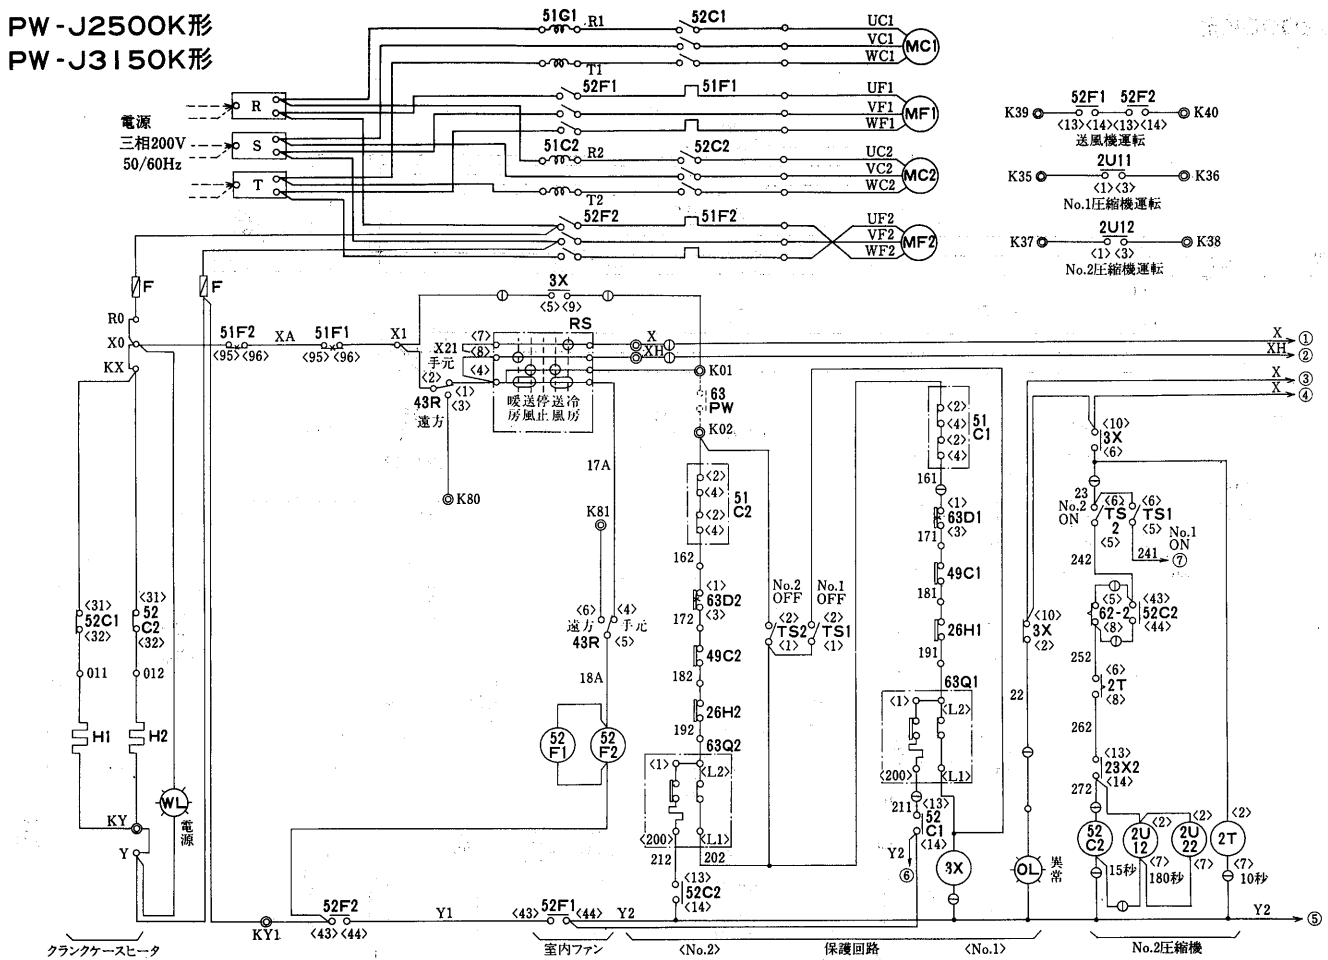 PW-J2500K形
PW-J3150K形
51G1
R1
52C1
UC1
VC1
WC1
MC1
T1
52F1
51F1
UF1
VF1
WF1
MF1
R
電源
三相200V
50/60Hz
S
T
51C2
R2
52C2
UC2
VC2
WC2
MC2
T2
52F2
51F2
UF2
VF2
WF2
MF2
K39
52F1 52F2
K40
<13> <14> <13> <14>
送風機運転
2U11
K35
K36
<1> <3>
No.1圧縮機運転
2U12
K37
K38
<1> <3>
No.2圧縮機運転
F
F
R0
X0
KX
51F2
<95> <96>
XA
51F1
<95> <96>
X1
3X
<5> <9>
RS
X21
<7>
<8>
<4>
手元
<2>
<1>
43R
<3>
遠方
暖送停送冷
房風止風房
X
XH
K01
63
PW
K02
K80
17A
K81
X ①
XH ②
X ③
X ④
<2>
<4>
<2>
<4>
51
C2
162
<1>
63D2
<3>
172
49C2
182
26H2
192
63Q2
<1>
<L2>
<200>
<L1>
212
202
<13>
52C2
<14>
No.2
OFF
<2>
TS2
<1>
No.1
OFF
<2>
TS1
<1>
<2>
<4>
<2>
<4>
51
C1
161
<1>
63D1
<3>
171
49C1
181
26H1
191
63Q1
<1>
<L2>
<200>
<L1>
211
<13>
52
C1
<14>
Y2
⑥
3X
<10>
3X
<2>
22
OL
異常
<10>
3X
<6>
23
No.2
ON
<6>
TS
2
<5>
<6>
TS1
<5>
No.1
ON
242
241
⑦
<5>
62-2
<8>
<43>
52C2
<44>
252
<6>
2T
<8>
262
<13>
23X2
<14>
272
52
C2
15秒
<2>
2U
12
<7>
180秒
<2>
2U
22
<7>
<2>
2T
<7>
10秒
<31>
52C1
<32>
<31>
52
C2
<32>
011
012
H1
H2
WL
電源
KY
Y
<6>
遠方
43R
<4>
手元
<5>
18A
52
F1
52
F2
KY1
52F2
<43> <44>
Y1
52F1
<43>
<44>
Y2
Y2
⑤
クランクケースヒータ
室内ファン
<No.2>
保護回路
<No.1>
No.2圧縮機